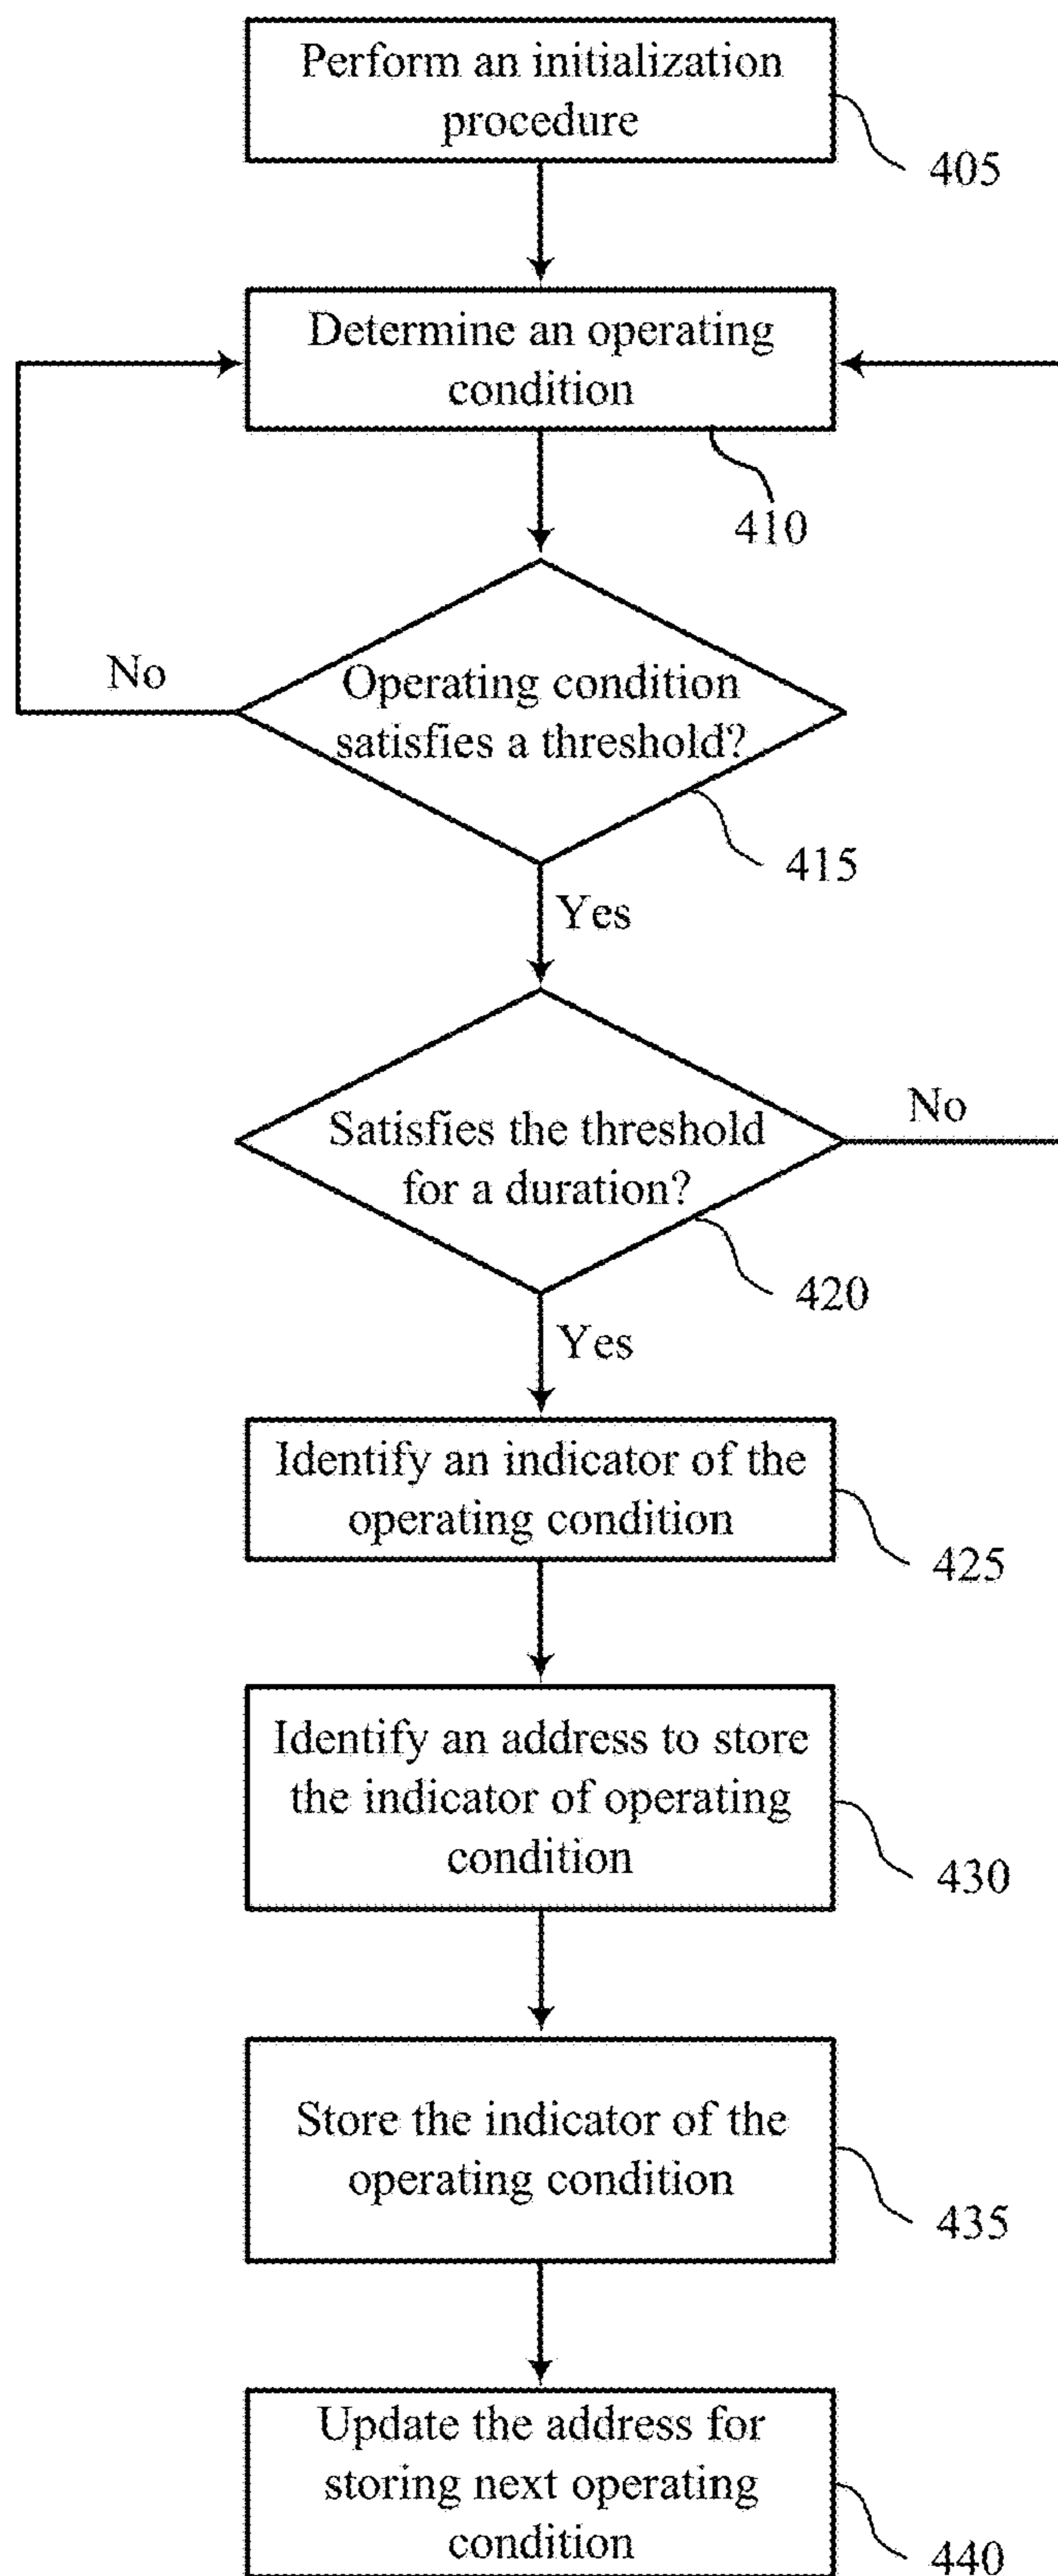 Perform an initialization
procedure
405
Determine an operating
condition
410
No
Operating condition
satisfies a threshold?
415
Yes
No
Satisfies the threshold
for a duration?
420
Yes
Identify an indicator of the
operating condition
425
Identify an address to store
the indicator of operating
condition
430
Store the indicator of the
operating condition
435
Update the address for
storing next operating
condition
440